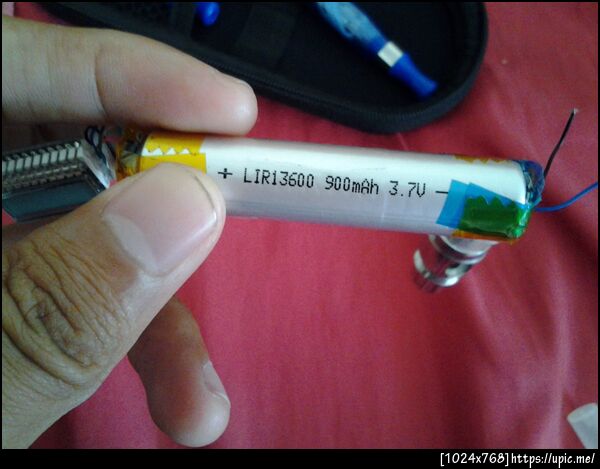 + LIR13600 900mAh 3.7V -
[1024x768]https://upic.me/